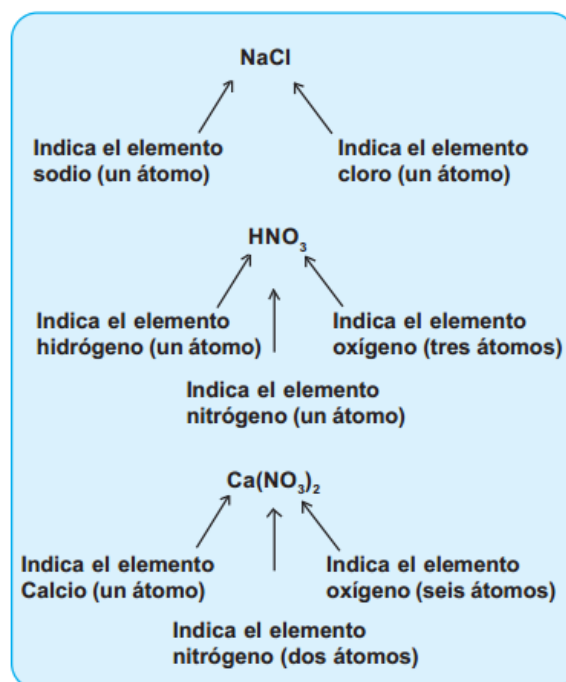 NaCl
Indica el elemento
sodio (un átomo)
Indica el elemento
cloro (un átomo)
HNO₃
Indica el elemento
hidrógeno (un átomo)
Indica el elemento
oxígeno (tres átomos)
Indica el elemento
nitrógeno (un átomo)
Ca(NO₃)₂
Indica el elemento
Calcio (un átomo)
Indica el elemento
oxígeno (seis átomos)
Indica el elemento
nitrógeno (dos átomos)